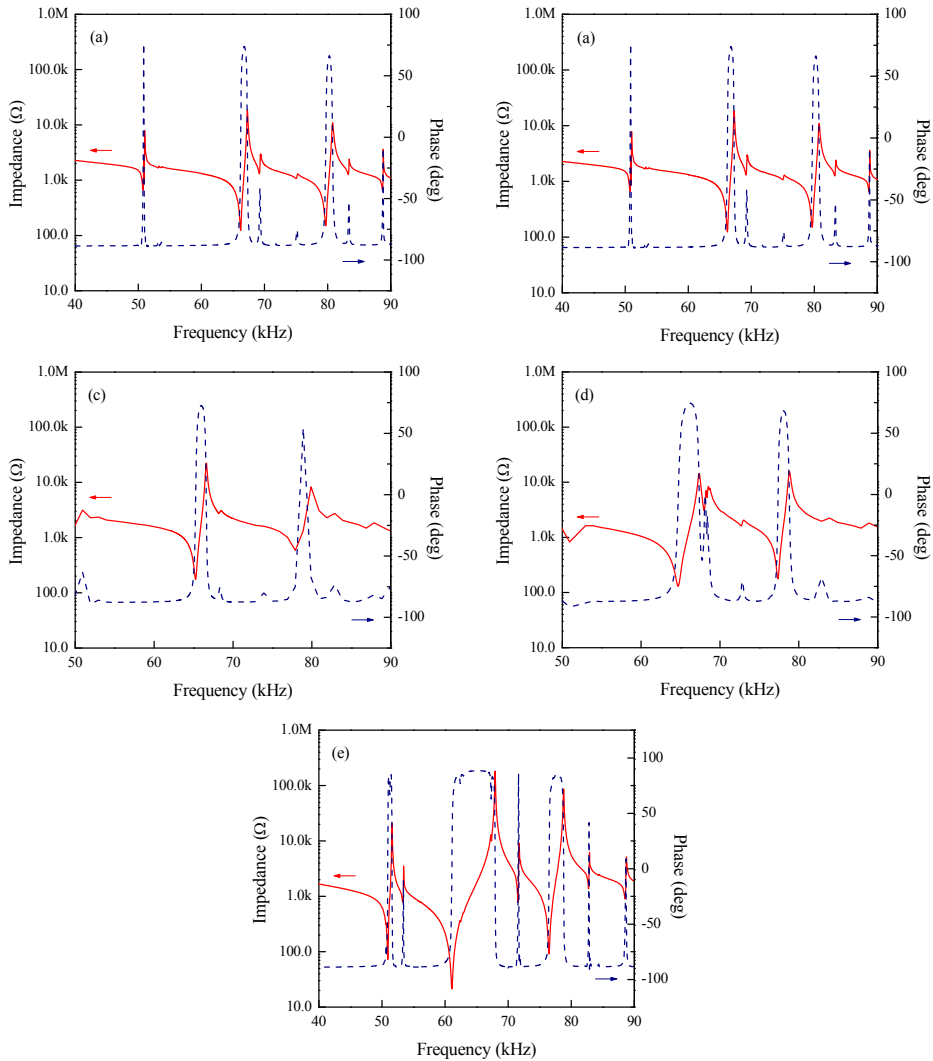 (a)
1.0M
100.0k
10.0k
1.0k
100.0
10.0
100
50
0
-50
-100
40 50 60 70 80 90
Impedance (Ω)
Phase (deg)
Frequency (kHz)
(a)
1.0M
100.0k
10.0k
1.0k
100.0
10.0
100
50
0
-50
-100
40 50 60 70 80 90
Impedance (Ω)
Phase (deg)
Frequency (kHz)
(c)
1.0M
100.0k
10.0k
1.0k
100.0
10.0
100
50
0
-50
-100
50 60 70 80 90
Impedance (Ω)
Phase (deg)
Frequency (kHz)
(d)
1.0M
100.0k
10.0k
1.0k
100.0
10.0
100
50
0
-50
-100
50 60 70 80 90
Impedance (Ω)
Phase (deg)
Frequency (kHz)
(e)
1.0M
100.0k
10.0k
1.0k
100.0
10.0
100
50
0
-50
-100
40 50 60 70 80 90
Impedance (Ω)
Phase (deg)
Frequency (kHz)